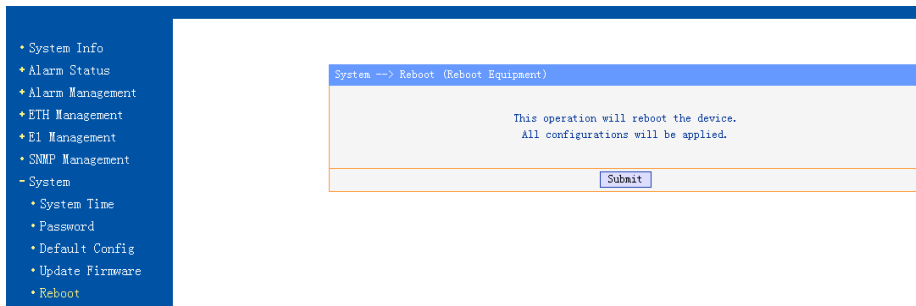 System Info
Alarm Status
Alarm Management
ETH Management
E1 Management
SNMP Management
System
System Time
Password
Default Config
Update Firmware
Reboot
System --> Reboot (Reboot Equipment)
This operation will reboot the device.
All configurations will be applied.
Submit